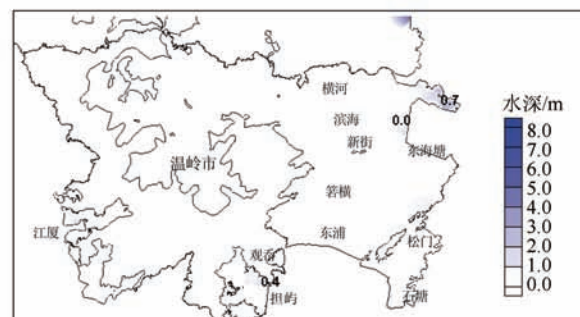 横河
0.7
滨海
0.0
新街
东海塘
温岭市
箬横
江厦
东浦
松门
观岙
0.4
担屿
石塘
水深/m
8.0
7.0
6.0
5.0
4.0
3.0
2.0
1.0
0.0